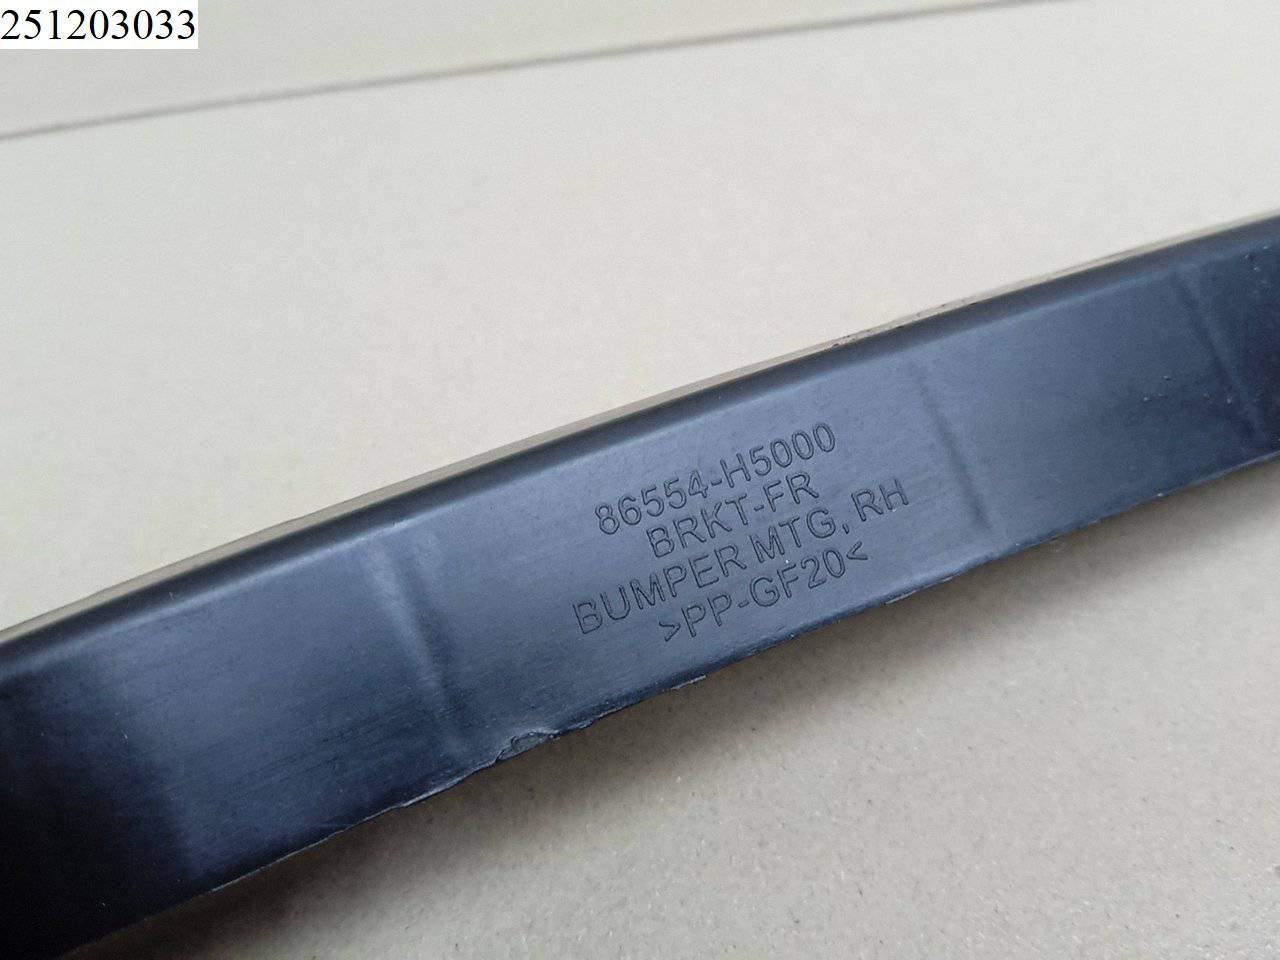 251203033
86554-H5000
BRKT-FR
BUMPER MTG, RH
>PP-GF20<